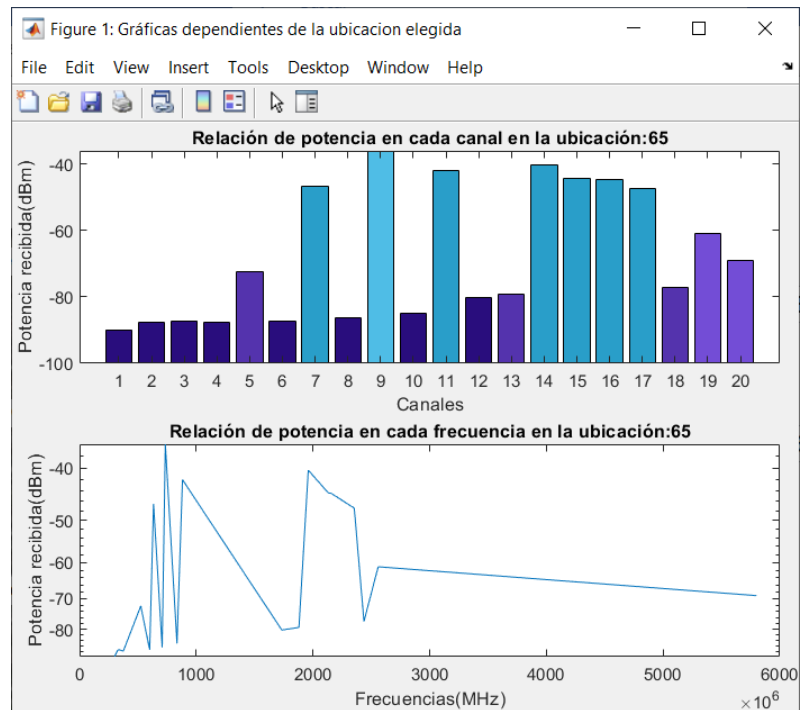 Figure 1: Gráficas dependientes de la ubicacion elegida
File Edit View Insert Tools Desktop Window Help
Relación de potencia en cada canal en la ubicación:65
Potencia recibida(dBm)
-40
-60
-80
-100
1 2 3 4 5 6 7 8 9 10 11 12 13 14 15 16 17 18 19 20
Canales
Relación de potencia en cada frecuencia en la ubicación:65
Potencia recibida(dBm)
-40
-50
-60
-70
-80
0 1000 2000 3000 4000 5000 6000
Frecuencias(MHz)
×10⁶